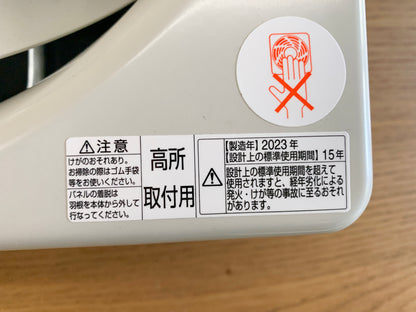 ⚠注意
けがのおそれあり。
お掃除の際はゴム手袋
等をお使いください。
パネルの着脱は
羽根を本体から外して
行なってください。
高所
取付用
【製造年】2023年
【設計上の標準使用期間】15年
設計上の標準使用期間を超えて
使用されますと、経年劣化による
発火・けが等の事故に至るおそれ
があります。